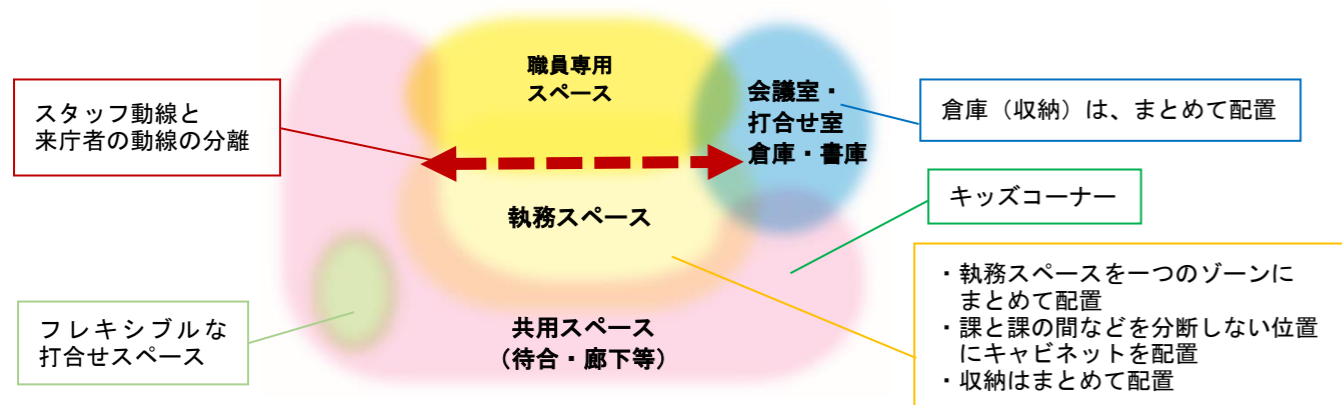 職員専用
スペース
会議室・
打合せ室
倉庫・書庫
スタッフ動線と
来庁者の動線の分離
倉庫（収納）は、まとめて配置
執務スペース
キッズコーナー
フレキシブルな
打合せスペース
共用スペース
（待合・廊下等）
・執務スペースを一つのゾーンに
まとめて配置
・課と課の間などを分断しない位置
にキャビネットを配置
・収納はまとめて配置